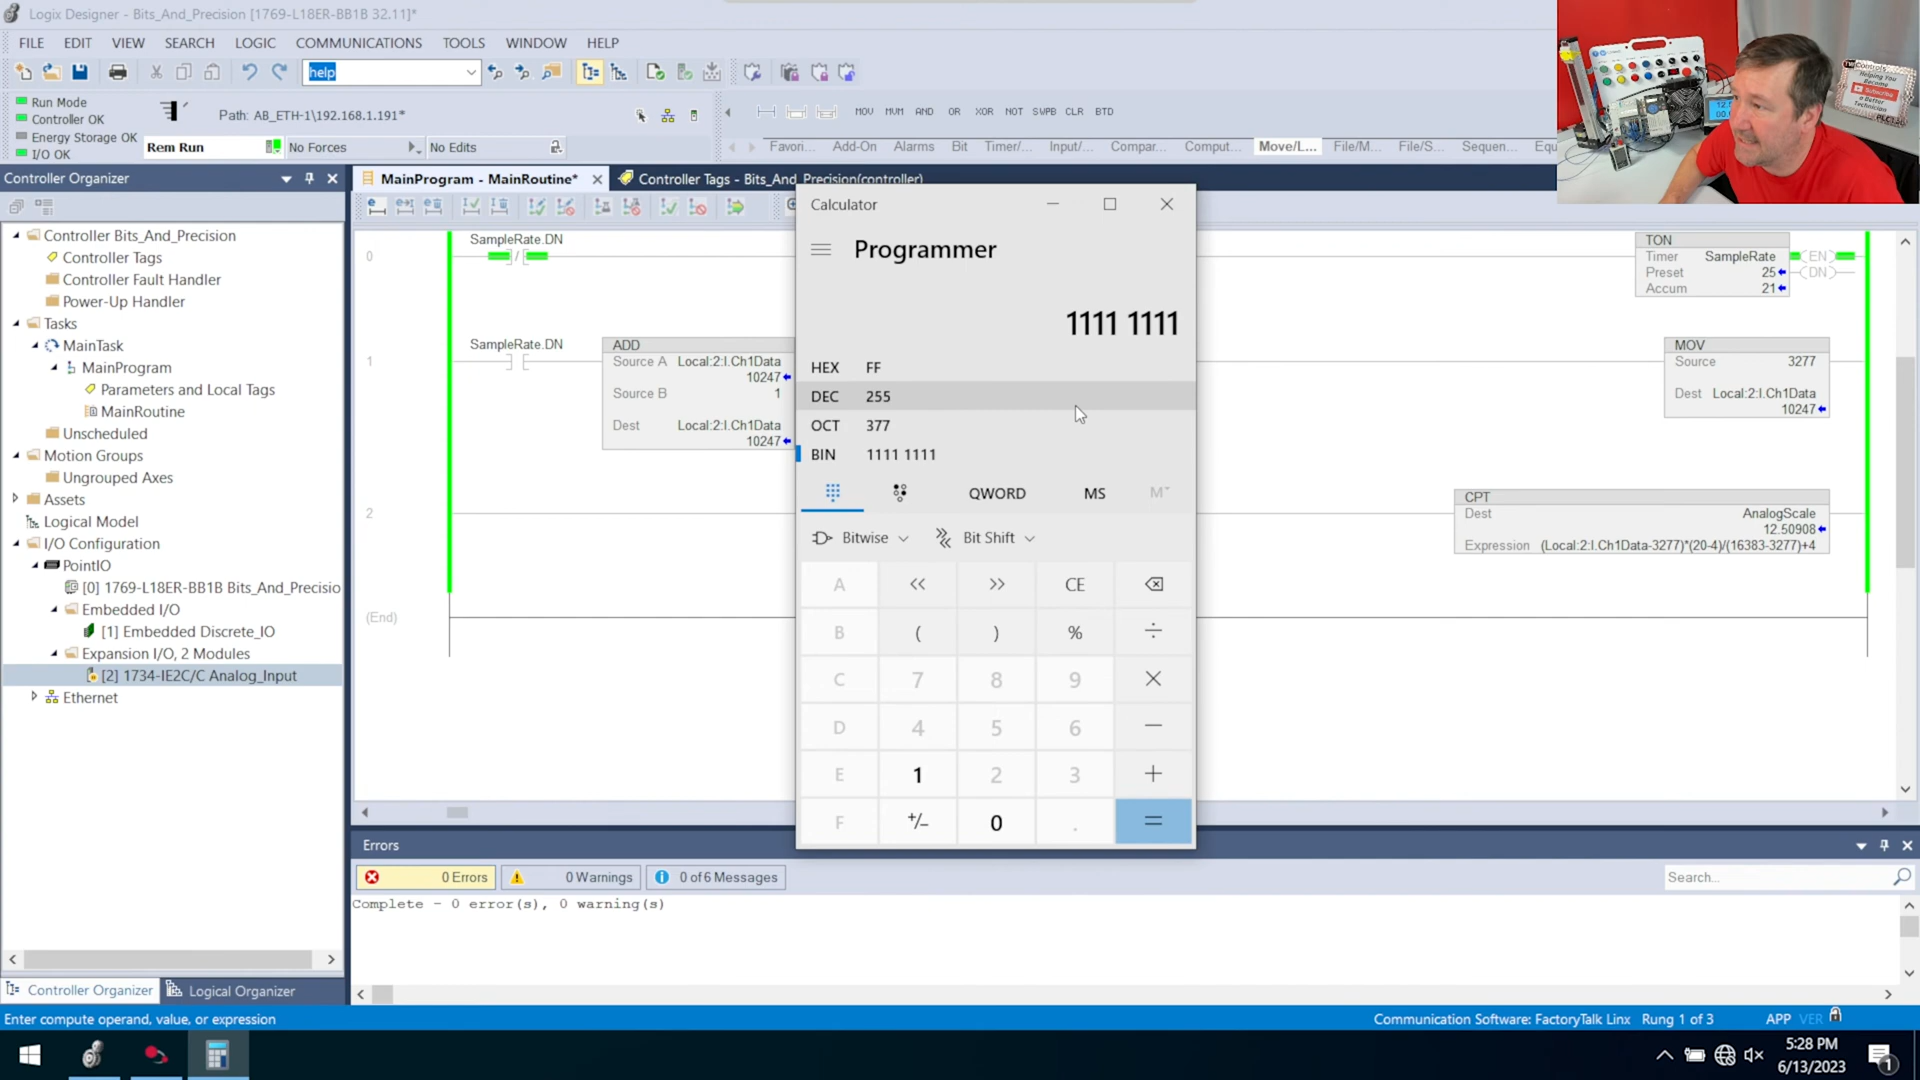 Logix Designer - Bits_And_Precision [1769-L18ER-BB1B 32.11]*
FILE EDIT VIEW SEARCH LOGIC COMMUNICATIONS TOOLS WINDOW HELP
help
Run Mode
Controller OK
Energy Storage OK
I/O OK
Path: AB_ETH-1\192.168.1.191*
Rem Run No Forces No Edits
MOV MVM AND OR XOR NOT SWPB CLR BTD
Favori... Add-On Alarms Bit Timer/... Input/... Compar... Comput... Move/L... File/M... File/S... Sequen...
Controls
Helping You
Become
Subscribe
a Better
Technician
Controller Organizer
MainProgram - MainRoutine*
Controller Tags - Bits_And_Precision(controller)
Controller Bits_And_Precision
Controller Tags
Controller Fault Handler
Power-Up Handler
Tasks
MainTask
MainProgram
Parameters and Local Tags
MainRoutine
Unscheduled
Motion Groups
Ungrouped Axes
Assets
Logical Model
I/O Configuration
PointIO
[0] 1769-L18ER-BB1B Bits_And_Precisio
Embedded I/O
[1] Embedded Discrete_IO
Expansion I/O, 2 Modules
[2] 1734-IE2C/C Analog_Input
Ethernet
Controller Organizer Logical Organizer
0
SampleRate.DN
TON
Timer SampleRate
Preset 25
Accum 21
EN
DN
1
SampleRate.DN
ADD
Source A Local:2:I.Ch1Data
10247
Source B 1
Dest Local:2:I.Ch1Data
10247
MOV
Source 3277
Dest Local:2:I.Ch1Data
10247
2
CPT
Dest AnalogScale
12.50908
Expression (Local:2:I.Ch1Data-3277)*(20-4)/(16383-3277)+4
(End)
Calculator
Programmer
1111 1111
HEX FF
DEC 255
OCT 377
BIN 1111 1111
QWORD MS M
Bitwise Bit Shift
A << >> CE
B ( ) % ÷
C 7 8 9 ×
D 4 5 6 −
E 1 2 3 +
F +/− 0 . =
Errors
0 Errors 0 Warnings 0 of 6 Messages
Search...
Complete - 0 error(s), 0 warning(s)
Enter compute operand, value, or expression
Communication Software: FactoryTalk Linx Rung 1 of 3 APP VER
5:28 PM
6/13/2023
1